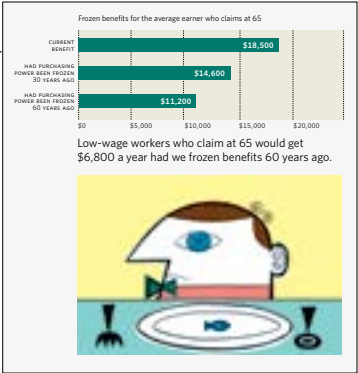 Frozen benefits for the average earner who claims at 65
CURRENT
BENEFIT
$18,500
HAD PURCHASING
POWER BEEN FROZEN
30 YEARS AGO
$14,600
HAD PURCHASING
POWER BEEN FROZEN
60 YEARS AGO
$11,200
$0 $5,000 $10,000 $15,000 $20,000
Low-wage workers who claim at 65 would get
$6,800 a year had we frozen benefits 60 years ago.